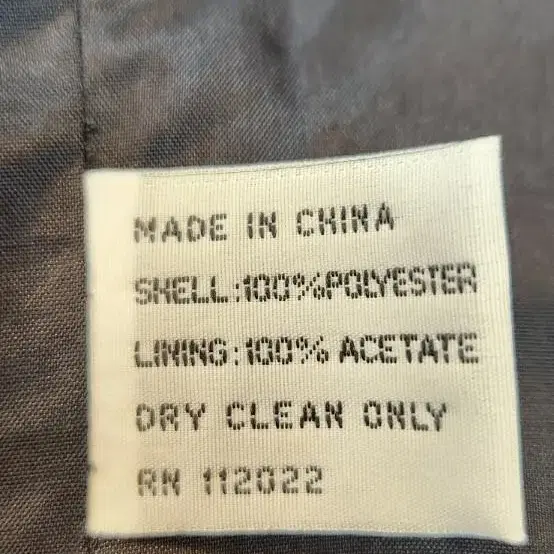 MADE IN CHINA
SHELL:100%POLYESTER
LINING:100% ACETATE
DRY CLEAN ONLY
RN 112022